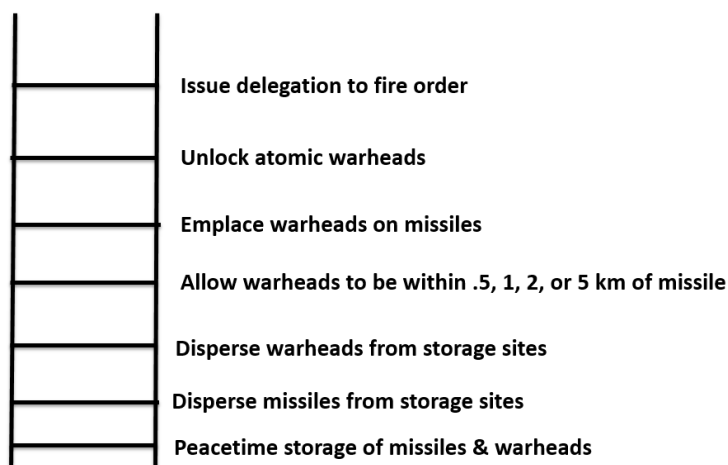 Issue delegation to fire order
Unlock atomic warheads
Emplace warheads on missiles
Allow warheads to be within .5, 1, 2, or 5 km of missile
Disperse warheads from storage sites
Disperse missiles from storage sites
Peacetime storage of missiles & warheads